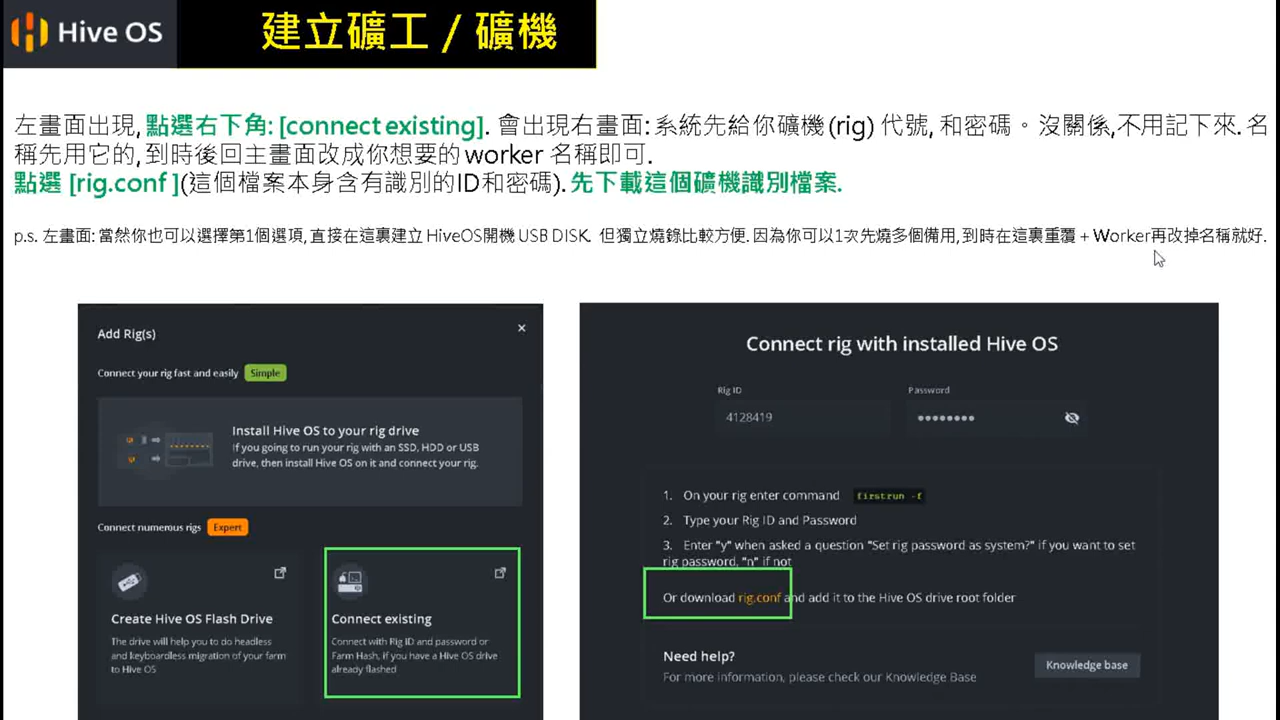 Hive OS
建立礦工 / 礦機
左畫面出現, 點選右下角: [connect existing]. 會出現右畫面: 系統先給你礦機 (rig) 代號, 和密碼。沒關係, 不用記下來. 名
稱先用它的, 到時後回主畫面改成你想要的 worker 名稱即可.
點選 [rig.conf ](這個檔案本身含有識別的ID和密碼). 先下載這個礦機識別檔案.
p.s. 左畫面: 當然你也可以選擇第1個選項, 直接在這裏建立 HiveOS開機 USB DISK. 但獨立燒錄比較方便. 因為你可以1次先燒多個備用, 到時在這裏重覆 + Worker再改掉名稱就好.
Add Rig(s)
×
Connect your rig fast and easily Simple
Install Hive OS to your rig drive
If you going to run your rig with an SSD, HDD or USB
drive, then install Hive OS on it and connect your rig.
Connect numerous rigs Expert
Create Hive OS Flash Drive
The drive will help you to do headless
and keyboardless migration of your farm
to Hive OS
Connect existing
Connect with Rig ID and password or
Farm Hash, if you have a Hive OS drive
already flashed
Connect rig with installed Hive OS
Rig ID Password
4128419 ••••••••
1. On your rig enter command firstrun -f
2. Type your Rig ID and Password
3. Enter "y" when asked a question "Set rig password as system?" if you want to set
rig password, "n" if not
Or download rig.conf and add it to the Hive OS drive root folder
Need help?
For more information, please check our Knowledge Base
Knowledge base